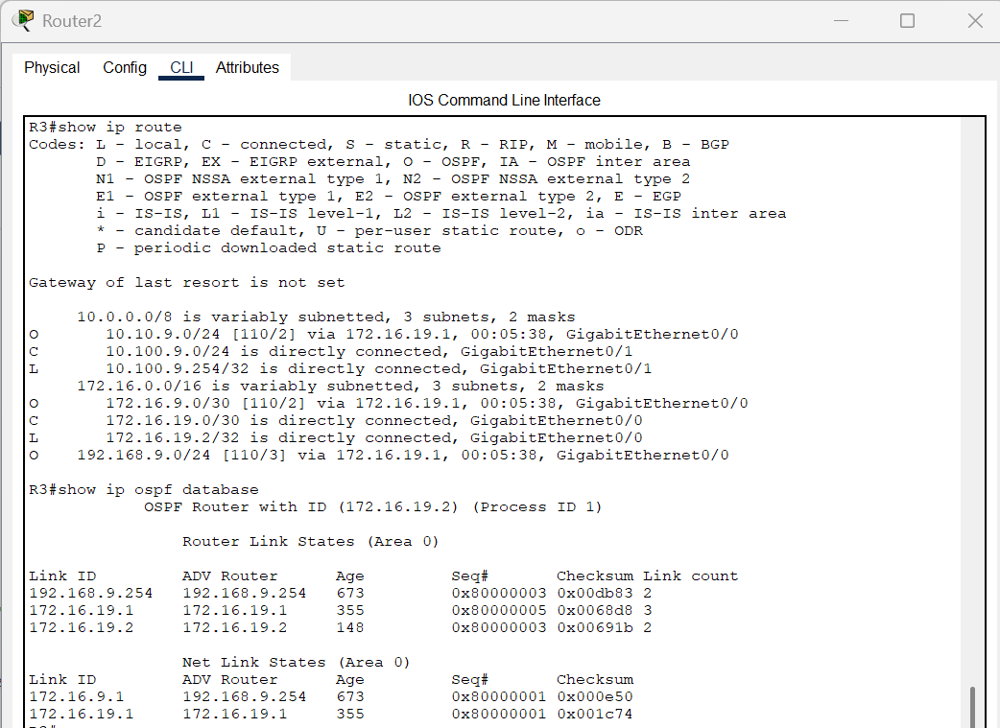 Router2
Physical Config CLI Attributes
IOS Command Line Interface
R3#show ip route
Codes: L - local, C - connected, S - static, R - RIP, M - mobile, B - BGP
D - EIGRP, EX - EIGRP external, O - OSPF, IA - OSPF inter area
N1 - OSPF NSSA external type 1, N2 - OSPF NSSA external type 2
E1 - OSPF external type 1, E2 - OSPF external type 2, E - EGP
i - IS-IS, L1 - IS-IS level-1, L2 - IS-IS level-2, ia - IS-IS inter area
* - candidate default, U - per-user static route, o - ODR
P - periodic downloaded static route
Gateway of last resort is not set
10.0.0.0/8 is variably subnetted, 3 subnets, 2 masks
O 10.10.9.0/24 [110/2] via 172.16.19.1, 00:05:38, GigabitEthernet0/0
C 10.100.9.0/24 is directly connected, GigabitEthernet0/1
L 10.100.9.254/32 is directly connected, GigabitEthernet0/1
172.16.0.0/16 is variably subnetted, 3 subnets, 2 masks
O 172.16.9.0/30 [110/2] via 172.16.19.1, 00:05:38, GigabitEthernet0/0
C 172.16.19.0/30 is directly connected, GigabitEthernet0/0
L 172.16.19.2/32 is directly connected, GigabitEthernet0/0
O 192.168.9.0/24 [110/3] via 172.16.19.1, 00:05:38, GigabitEthernet0/0
R3#show ip ospf database
OSPF Router with ID (172.16.19.2) (Process ID 1)
Router Link States (Area 0)
Link ID ADV Router Age Seq# Checksum Link count
192.168.9.254 192.168.9.254 673 0x80000003 0x00db83 2
172.16.19.1 172.16.19.1 355 0x80000005 0x0068d8 3
172.16.19.2 172.16.19.2 148 0x80000003 0x00691b 2
Net Link States (Area 0)
Link ID ADV Router Age Seq# Checksum
172.16.9.1 192.168.9.254 673 0x80000001 0x000e50
172.16.19.1 172.16.19.1 355 0x80000001 0x001c74